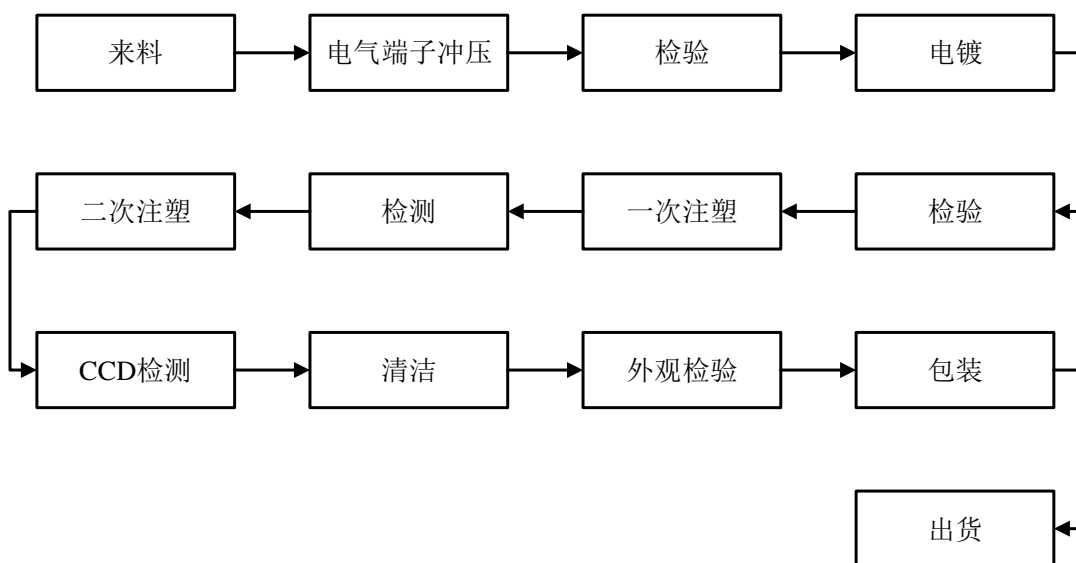 来料
电气端子冲压
检验
电镀
检验
一次注塑
检测
二次注塑
CCD检测
清洁
外观检验
包装
出货